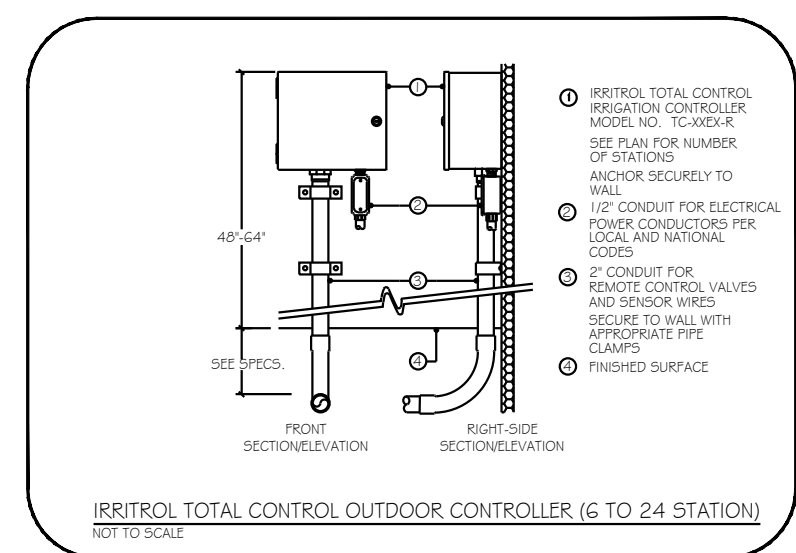 ①
②
③
④
48"-64"
SEE SPECS.
FRONT
SECTION/ELEVATION
RIGHT-SIDE
SECTION/ELEVATION
① IRRITROL TOTAL CONTROL
IRRIGATION CONTROLLER
MODEL NO. TC-XXEX-R
SEE PLAN FOR NUMBER
OF STATIONS
ANCHOR SECURELY TO
WALL
② 1/2" CONDUIT FOR ELECTRICAL
POWER CONDUCTORS PER
LOCAL AND NATIONAL
CODES
③ 2" CONDUIT FOR
REMOTE CONTROL VALVES
AND SENSOR WIRES
SECURE TO WALL WITH
APPROPRIATE PIPE
CLAMPS
④ FINISHED SURFACE
IRRITROL TOTAL CONTROL OUTDOOR CONTROLLER (6 TO 24 STATION)
NOT TO SCALE